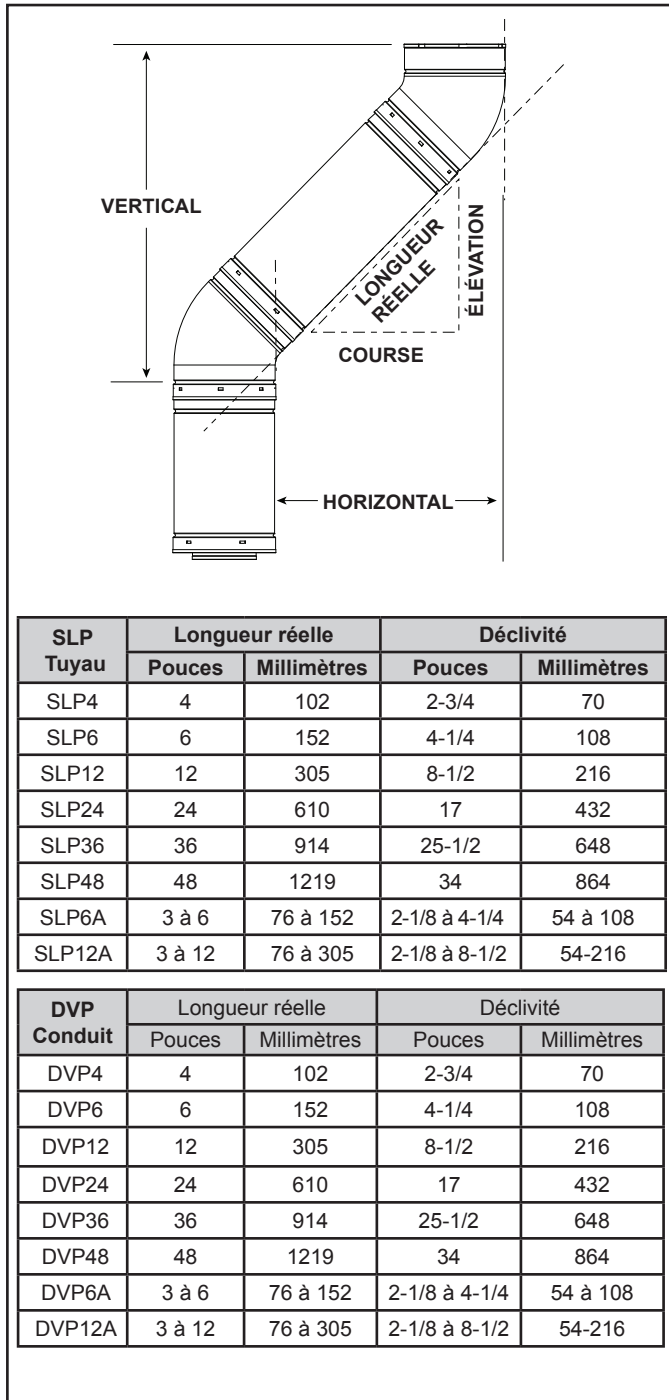 VERTICAL
LONGUEUR
RÉELLE
ÉLÉVATION
COURSE
HORIZONTAL
SLP Tuyau Longueur réelle Déclivité
Pouces Millimètres Pouces Millimètres
SLP4 4 102 2-3/4 70
SLP6 6 152 4-1/4 108
SLP12 12 305 8-1/2 216
SLP24 24 610 17 432
SLP36 36 914 25-1/2 648
SLP48 48 1219 34 864
SLP6A 3 à 6 76 à 152 2-1/8 à 4-1/4 54 à 108
SLP12A 3 à 12 76 à 305 2-1/8 à 8-1/2 54-216
DVP Conduit Longueur réelle Déclivité
Pouces Millimètres Pouces Millimètres
DVP4 4 102 2-3/4 70
DVP6 6 152 4-1/4 108
DVP12 12 305 8-1/2 216
DVP24 24 610 17 432
DVP36 36 914 25-1/2 648
DVP48 48 1219 34 864
DVP6A 3 à 6 76 à 152 2-1/8 à 4-1/4 54 à 108
DVP12A 3 à 12 76 à 305 2-1/8 à 8-1/2 54-216